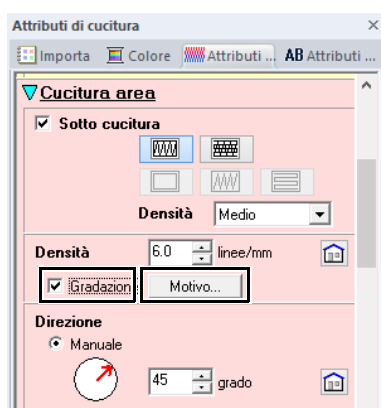 Attributi di cucitura
Importa Colore Attributi ... AB Attributi ...
Cucitura area
Sotto cucitura
Densità Medio
Densità 6.0 linee/mm
Gradazion Motivo...
Direzione
Manuale
45 grado